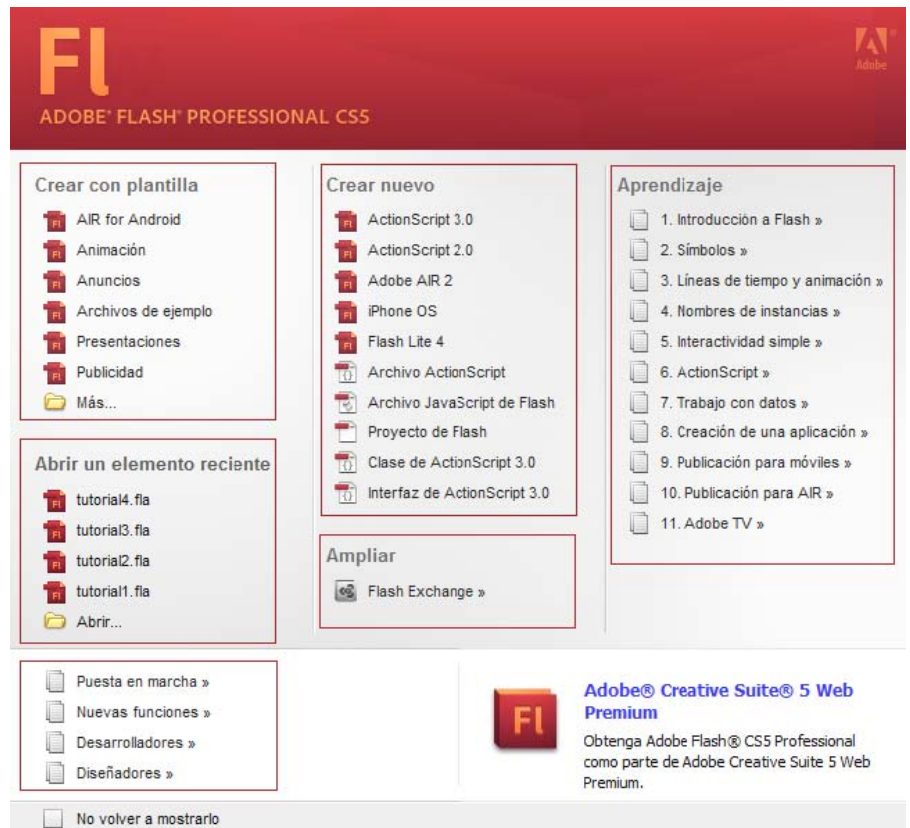 Fl
Adobe
ADOBE® FLASH® PROFESSIONAL CS5
Crear con plantilla
AIR for Android
Animación
Anuncios
Archivos de ejemplo
Presentaciones
Publicidad
Más...
Abrir un elemento reciente
tutorial4.fla
tutorial3.fla
tutorial2.fla
tutorial1.fla
Abrir...
Crear nuevo
ActionScript 3.0
ActionScript 2.0
Adobe AIR 2
iPhone OS
Flash Lite 4
Archivo ActionScript
Archivo JavaScript de Flash
Proyecto de Flash
Clase de ActionScript 3.0
Interfaz de ActionScript 3.0
Ampliar
Flash Exchange »
Aprendizaje
1. Introducción a Flash »
2. Símbolos »
3. Líneas de tiempo y animación »
4. Nombres de instancias »
5. Interactividad simple »
6. ActionScript »
7. Trabajo con datos »
8. Creación de una aplicación »
9. Publicación para móviles »
10. Publicación para AIR »
11. Adobe TV »
Puesta en marcha »
Nuevas funciones »
Desarrolladores »
Diseñadores »
Fl
Adobe® Creative Suite® 5 Web
Premium
Obtenga Adobe Flash® CS5 Professional
como parte de Adobe Creative Suite 5 Web
Premium.
No volver a mostrarlo